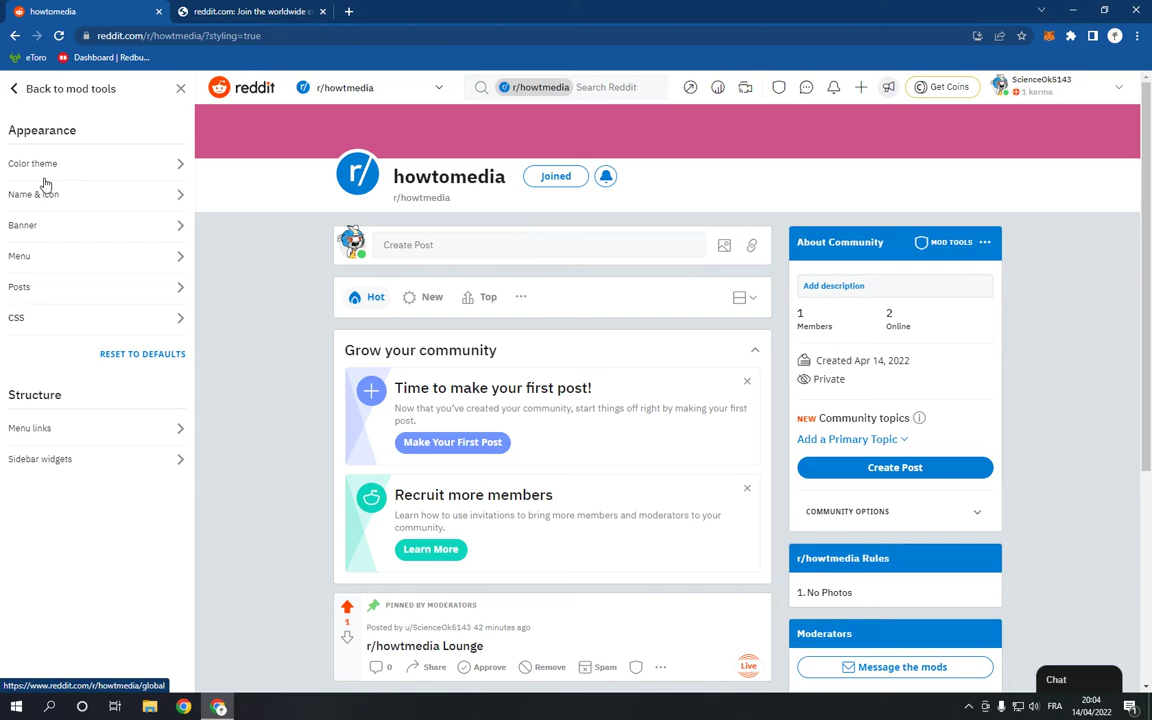 howtomedia
reddit.com: Join the worldwide c
reddit.com/r/howtmedia/?styling=true
eToro
Dashboard | Redbu...
Back to mod tools
reddit
r/howtmedia
r/howtmedia
Search Reddit
Get Coins
ScienceOk5143
1 karma
Appearance
Color theme
Name & icon
Banner
Menu
Posts
CSS
RESET TO DEFAULTS
Structure
Menu links
Sidebar widgets
r/
howtomedia
Joined
r/howtmedia
Create Post
Hot
New
Top
Grow your community
Time to make your first post!
Now that you've created your community, start things off right by making your first
post.
Make Your First Post
Recruit more members
Learn how to use invitations to bring more members and moderators to your
community.
Learn More
PINNED BY MODERATORS
1
Posted by u/ScienceOk5143 42 minutes ago
r/howtmedia Lounge
0
Share
Approve
Remove
Spam
Live
About Community
MOD TOOLS
Add description
1
Members
2
Online
Created Apr 14, 2022
Private
NEW Community topics
Add a Primary Topic
Create Post
COMMUNITY OPTIONS
r/howtmedia Rules
1. No Photos
Moderators
Message the mods
Chat
https://www.reddit.com/r/howtmedia/global
FRA
20:04
14/04/2022
1